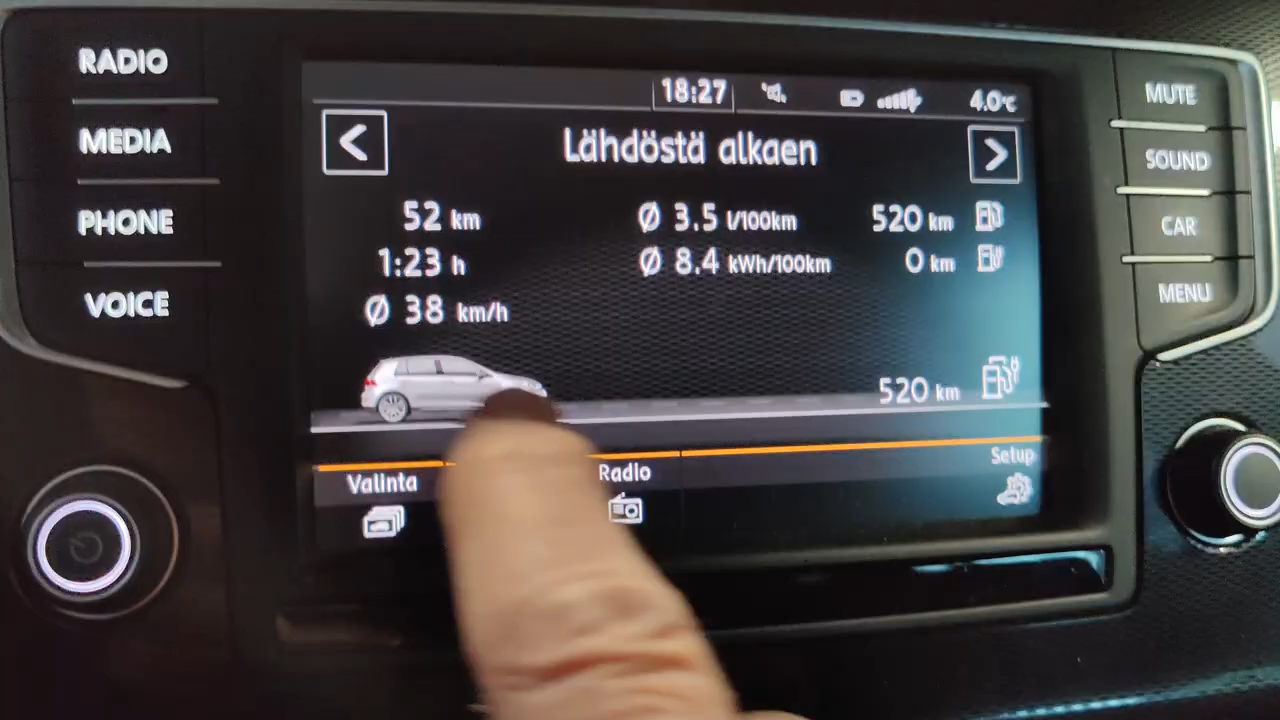 RADIO
MEDIA
PHONE
VOICE
18:27
4.0°C
Lähdöstä alkaen
52 km
Ø 3.5 l/100km
520 km
1:23 h
Ø 8.4 kWh/100km
0 km
Ø 38 km/h
520 km
Valinta
Radio
Setup
MUTE
SOUND
CAR
MENU